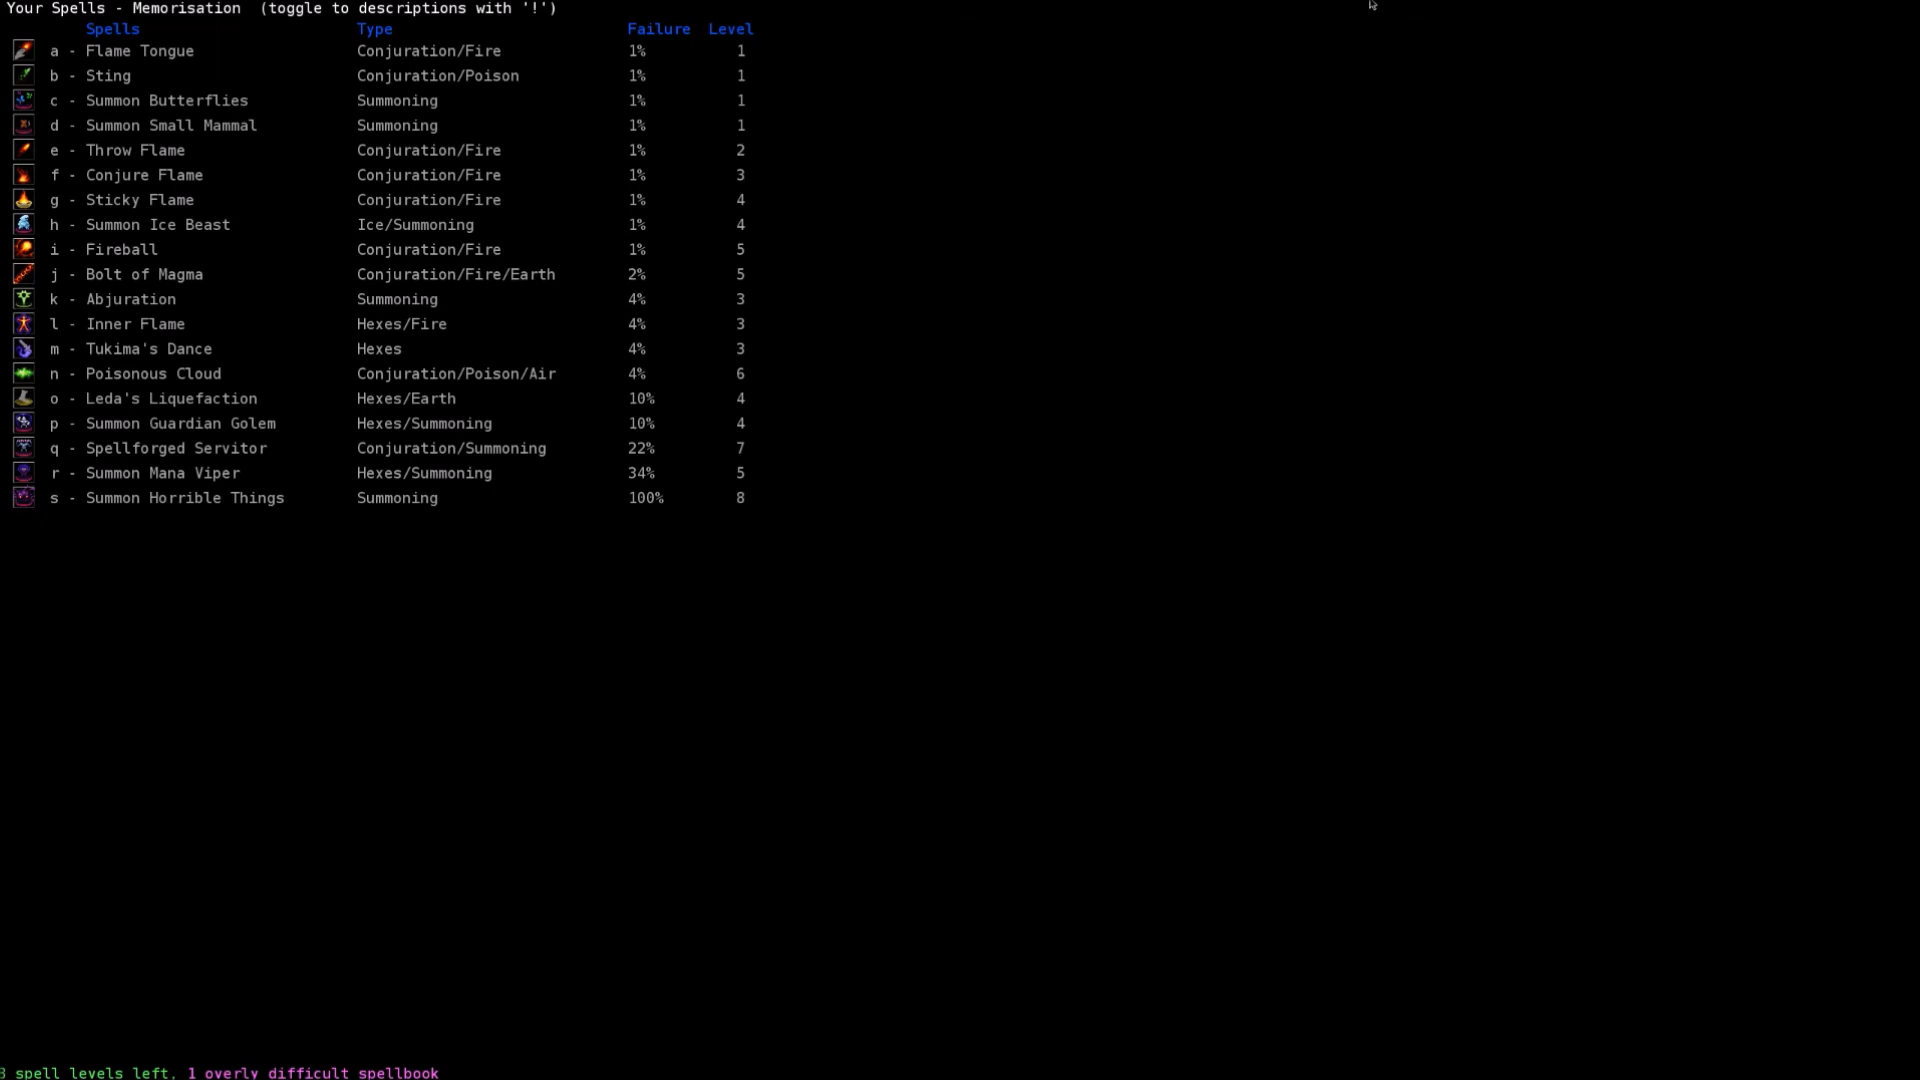 Your Spells - Memorisation  (toggle to descriptions with '!')
Spells Type Failure Level
a - Flame Tongue Conjuration/Fire 1% 1
b - Sting Conjuration/Poison 1% 1
c - Summon Butterflies Summoning 1% 1
d - Summon Small Mammal Summoning 1% 1
e - Throw Flame Conjuration/Fire 1% 2
f - Conjure Flame Conjuration/Fire 1% 3
g - Sticky Flame Conjuration/Fire 1% 4
h - Summon Ice Beast Ice/Summoning 1% 4
i - Fireball Conjuration/Fire 1% 5
j - Bolt of Magma Conjuration/Fire/Earth 2% 5
k - Abjuration Summoning 4% 3
l - Inner Flame Hexes/Fire 4% 3
m - Tukima's Dance Hexes 4% 3
n - Poisonous Cloud Conjuration/Poison/Air 4% 6
o - Leda's Liquefaction Hexes/Earth 10% 4
p - Summon Guardian Golem Hexes/Summoning 10% 4
q - Spellforged Servitor Conjuration/Summoning 22% 7
r - Summon Mana Viper Hexes/Summoning 34% 5
s - Summon Horrible Things Summoning 100% 8
spell levels left, 1 overly difficult spellbook